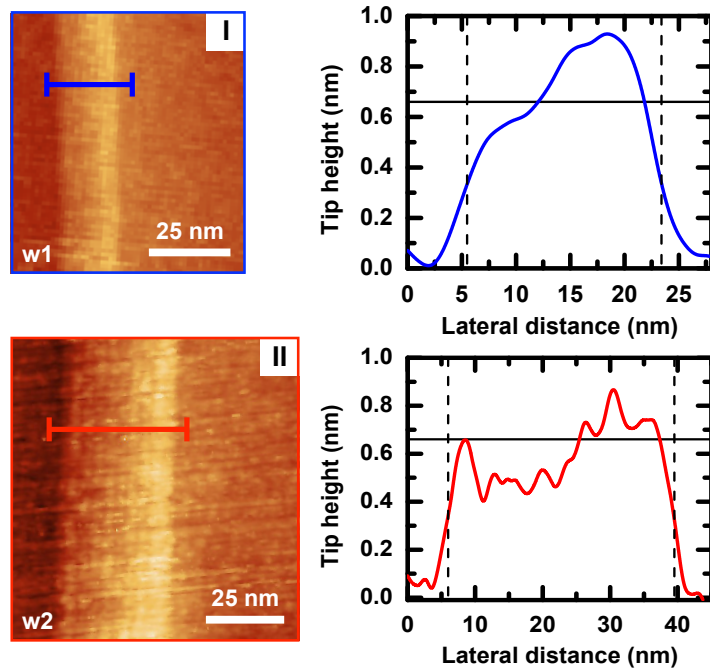 I
25 nm
w1
1.0
0.8
0.6
0.4
0.2
0.0
Tip height (nm)
0 5 10 15 20 25
Lateral distance (nm)
II
25 nm
w2
1.0
0.8
0.6
0.4
0.2
0.0
Tip height (nm)
0 10 20 30 40
Lateral distance (nm)